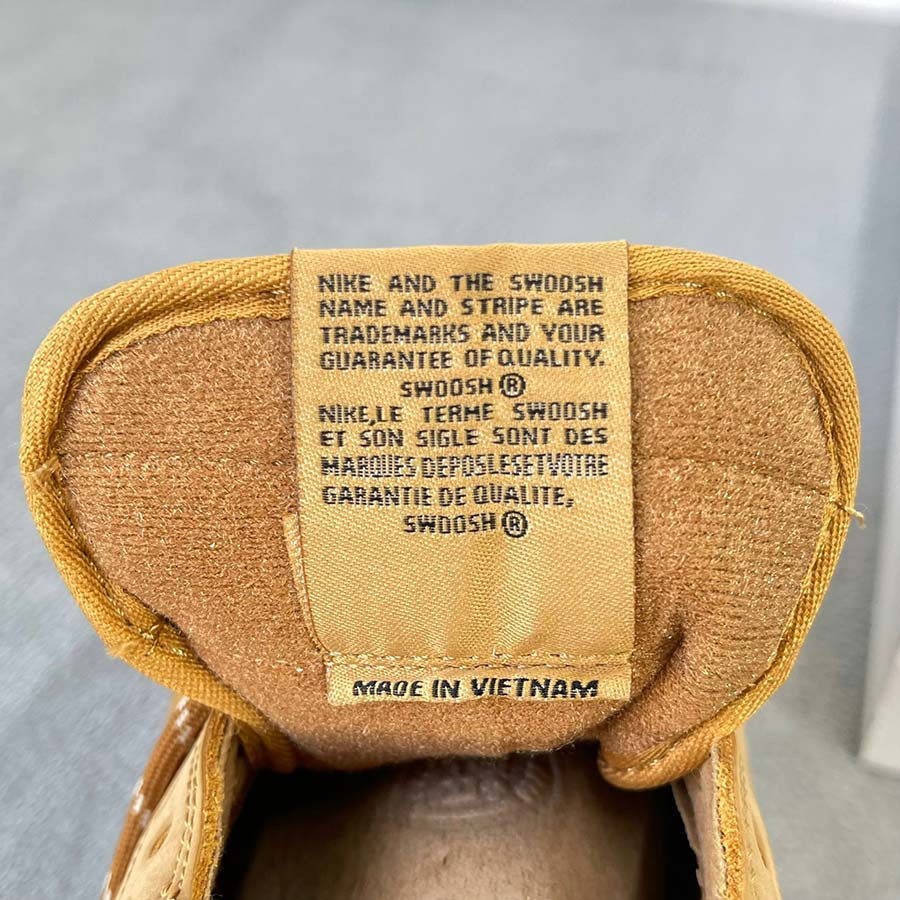 NIKE AND THE SWOOSH
NAME AND STRIPE ARE
TRADEMARKS AND YOUR
GUARANTEE OF QUALITY.
SWOOSH®
NIKE,LE TERME SWOOSH
ET SON SIGLE SONT DES
MARQUES DEPOSLESETVOTRE
GARANTIE DE QUALITE,
SWOOSH®
MADE IN VIETNAM